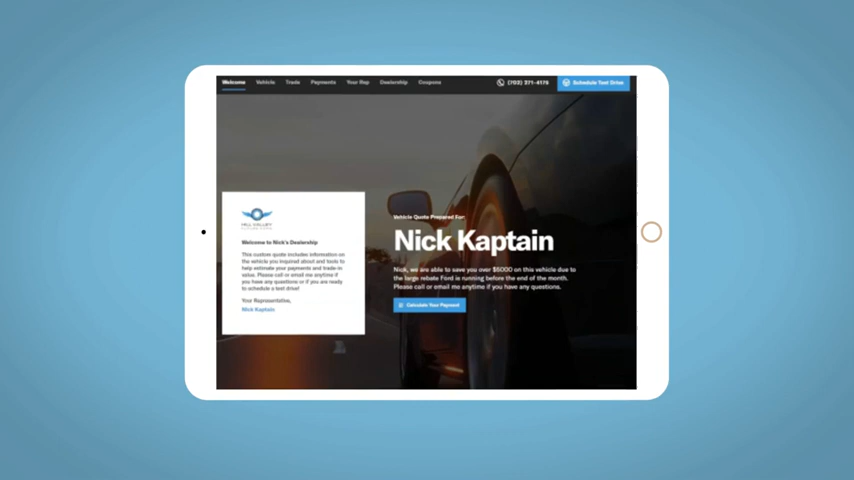 Welcome Vehicle Trade Payments Your Rep Dealership Coupons (702) 371-4175 Schedule Test Drive
Vehicle Quote Prepared For:
Nick Kaptain
Nick, we are able to save you over $6000 on this vehicle due to
the large rebate Ford is running before the end of the month.
Please call or email me anytime if you have any questions.
Calculate Your Payment
Welcome to Nick's Dealership
This custom quote includes information on
the vehicle you inquired about and tools to
help estimate your payments and trade-in
value. Please call or email me anytime if
you have any questions or if you are ready
to schedule a test drive!
Your Representative,
Nick Kaptain